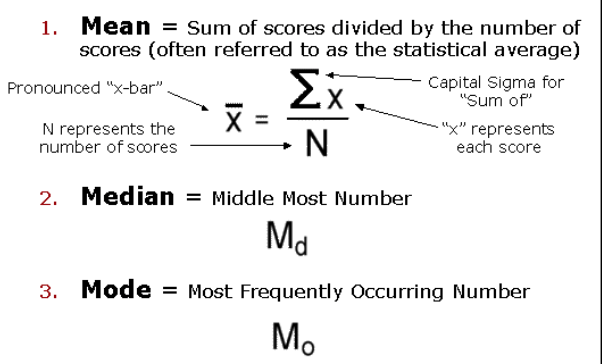 1. Mean = Sum of scores divided by the number of
scores (often referred to as the statistical average)
Pronounced "x-bar"
Capital Sigma for
"Sum of"
x̄ = Σx / N
N represents the
number of scores
"x" represents
each score
2. Median = Middle Most Number
Md
3. Mode = Most Frequently Occurring Number
Mo